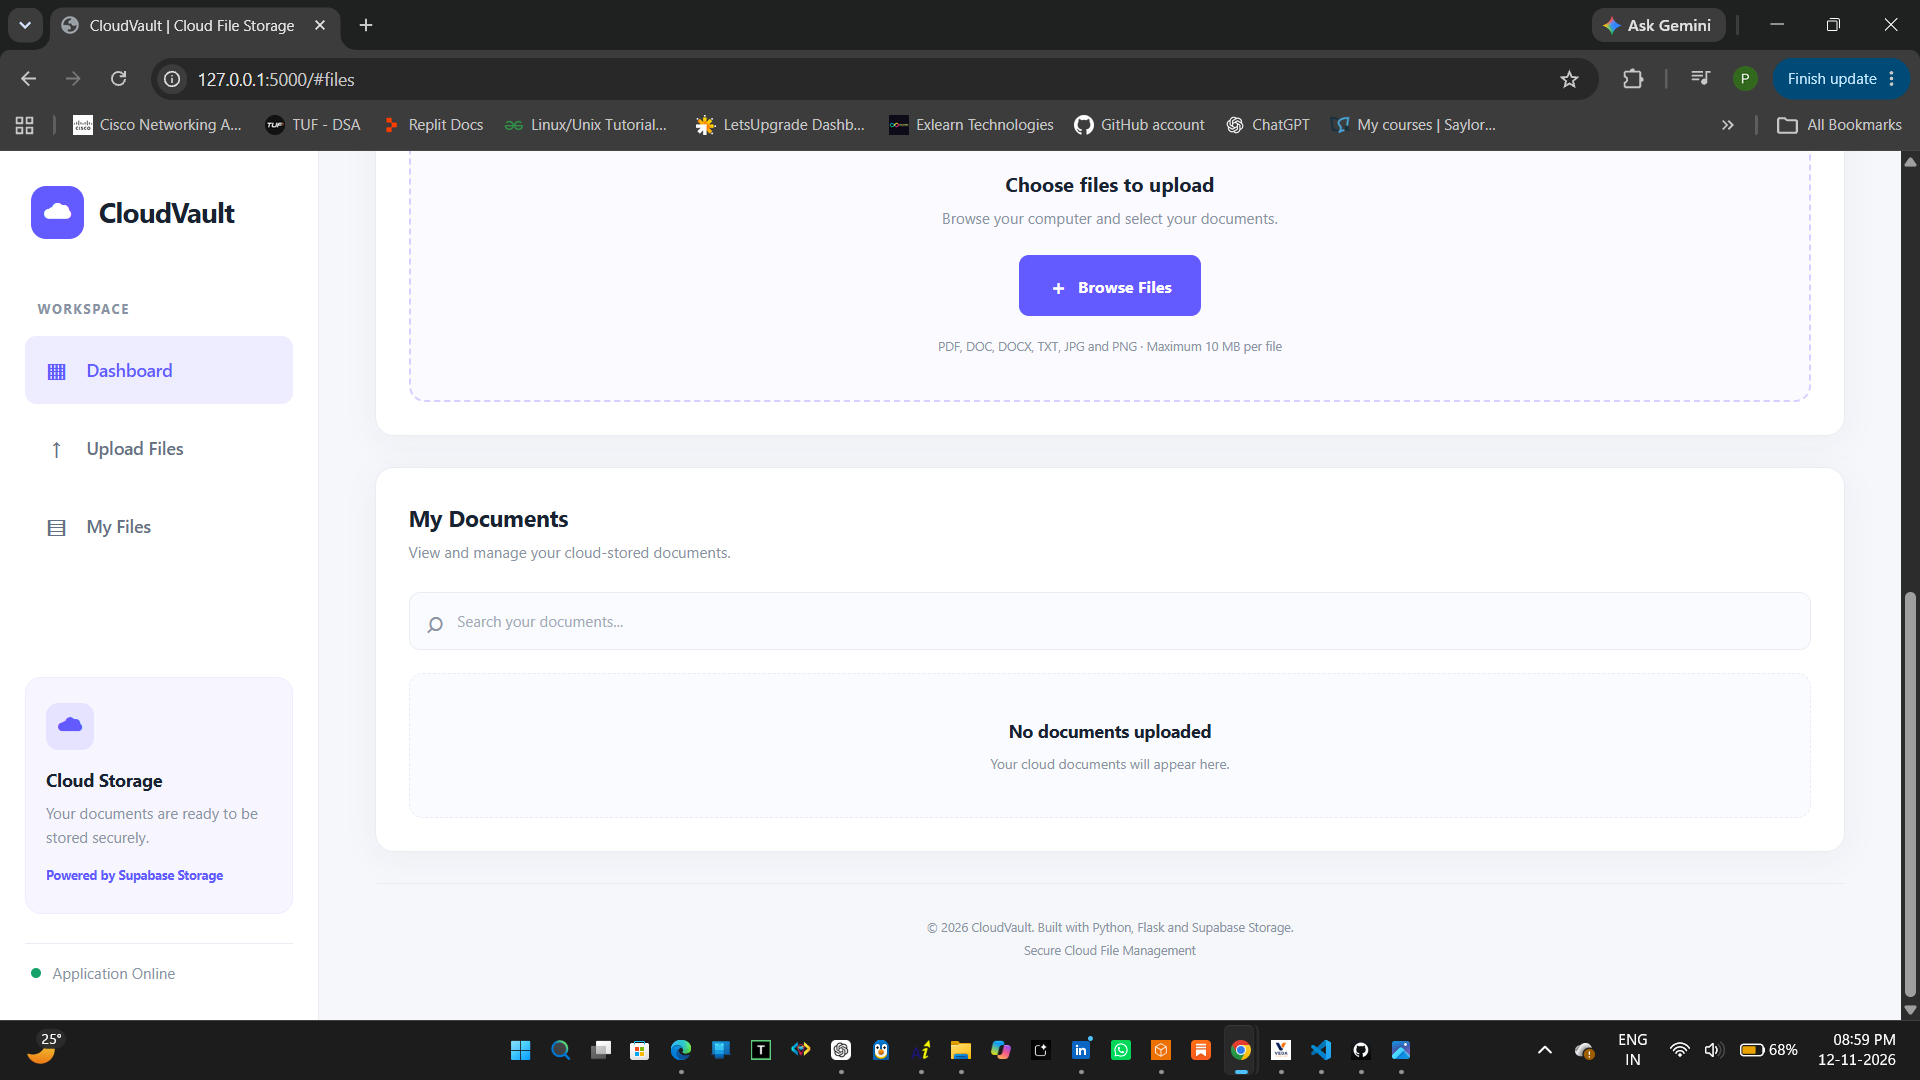 CloudVault | Cloud File Storage
Ask Gemini
127.0.0.1:5000/#files
P
Finish update
Cisco Networking A...
TUF - DSA
Replit Docs
Linux/Unix Tutorial...
LetsUpgrade Dashb...
Exlearn Technologies
GitHub account
ChatGPT
My courses | Saylor...
All Bookmarks
CloudVault
WORKSPACE
Dashboard
Upload Files
My Files
Cloud Storage
Your documents are ready to be
stored securely.
Powered by Supabase Storage
Application Online
Choose files to upload
Browse your computer and select your documents.
+ Browse Files
PDF, DOC, DOCX, TXT, JPG and PNG · Maximum 10 MB per file
My Documents
View and manage your cloud-stored documents.
Search your documents...
No documents uploaded
Your cloud documents will appear here.
© 2026 CloudVault. Built with Python, Flask and Supabase Storage.
Secure Cloud File Management
25°
ENG
IN
68%
08:59 PM
12-11-2026